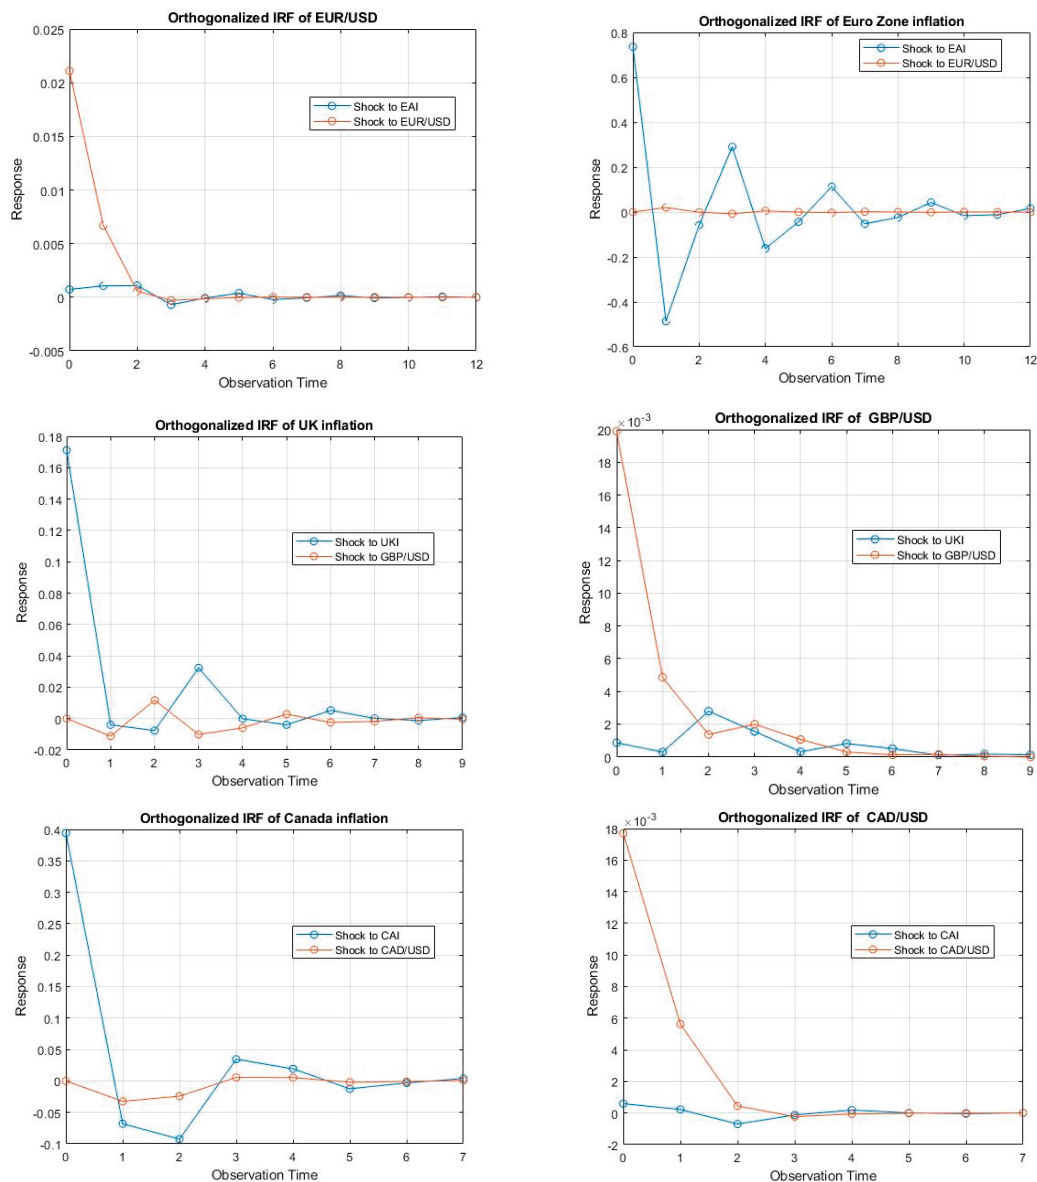 Orthogonalized IRF of EUR/USD
0.025
0.02
0.015
0.01
0.005
0
-0.005
Response
Shock to EAI
Shock to EUR/USD
0 2 4 6 8 10 12
Observation Time
Orthogonalized IRF of Euro Zone inflation
0.8
0.6
0.4
0.2
0
-0.2
-0.4
-0.6
Response
Shock to EAI
Shock to EUR/USD
0 2 4 6 8 10 12
Observation Time
Orthogonalized IRF of UK inflation
0.18
0.16
0.14
0.12
0.1
0.08
0.06
0.04
0.02
0
-0.02
Response
Shock to UKI
Shock to GBP/USD
0 1 2 3 4 5 6 7 8 9
Observation Time
Orthogonalized IRF of GBP/USD
×10-3
20
18
16
14
12
10
8
6
4
2
0
Response
Shock to UKI
Shock to GBP/USD
0 1 2 3 4 5 6 7 8 9
Observation Time
Orthogonalized IRF of Canada inflation
0.4
0.35
0.3
0.25
0.2
0.15
0.1
0.05
0
-0.05
-0.1
Response
Shock to CAI
Shock to CAD/USD
0 1 2 3 4 5 6 7
Observation Time
Orthogonalized IRF of CAD/USD
×10-3
18
16
14
12
10
8
6
4
2
0
-2
Response
Shock to CAI
Shock to CAD/USD
0 1 2 3 4 5 6 7
Observation Time